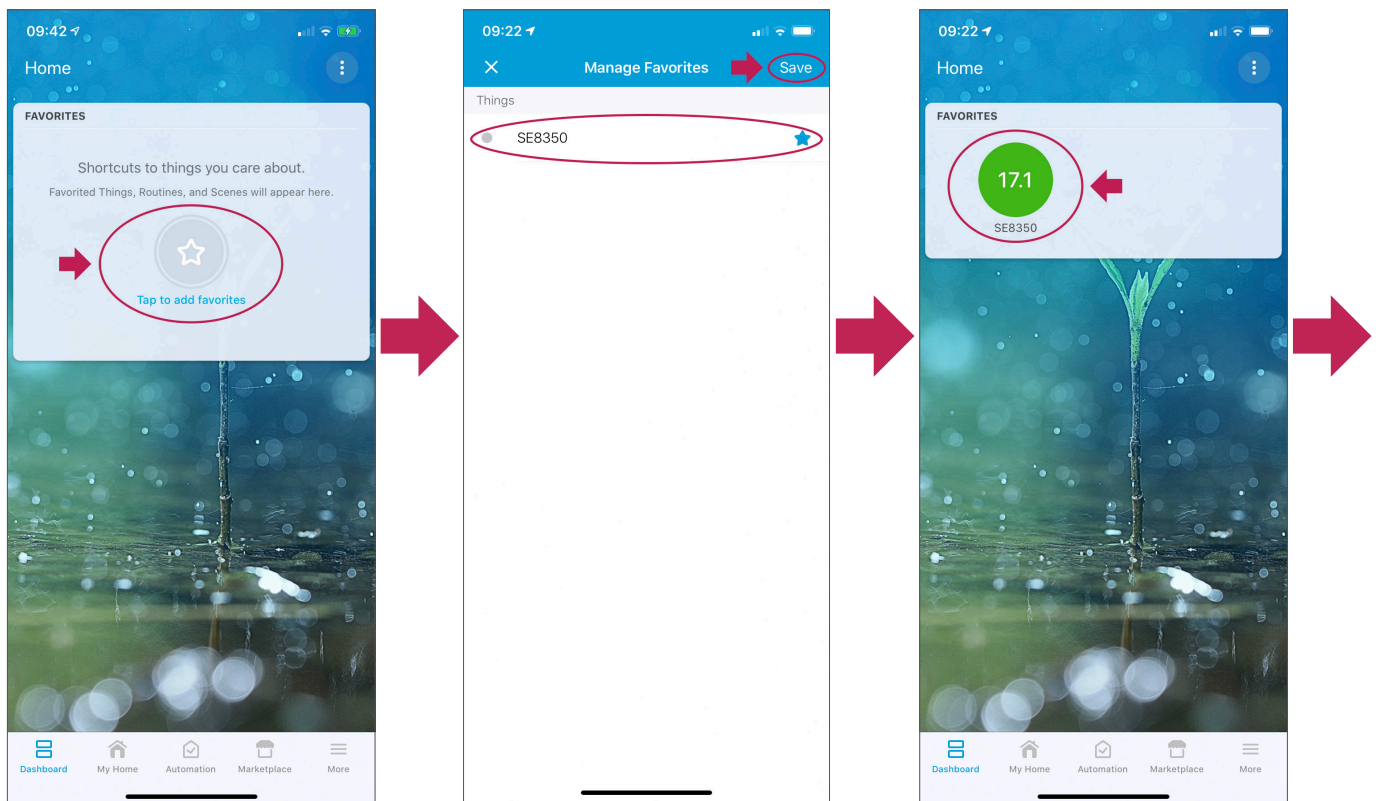 09:42
Home
FAVORITES
Shortcuts to things you care about.
Favorited Things, Routines, and Scenes will appear here.
Tap to add favorites
Dashboard
My Home
Automation
Marketplace
More
09:22
Manage Favorites
Save
Things
SE8350
09:22
Home
FAVORITES
17.1
SE8350
Dashboard
My Home
Automation
Marketplace
More